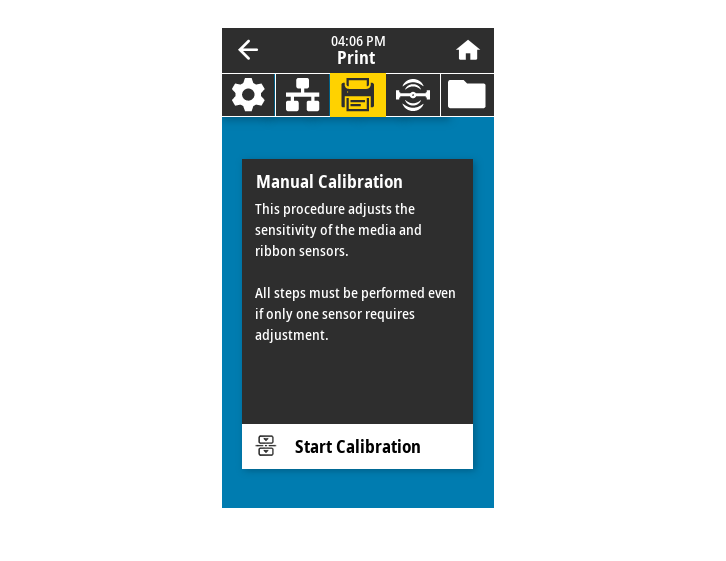 04:06 PM
Print
Manual Calibration
This procedure adjusts the
sensitivity of the media and
ribbon sensors.
All steps must be performed even
if only one sensor requires
adjustment.
Start Calibration